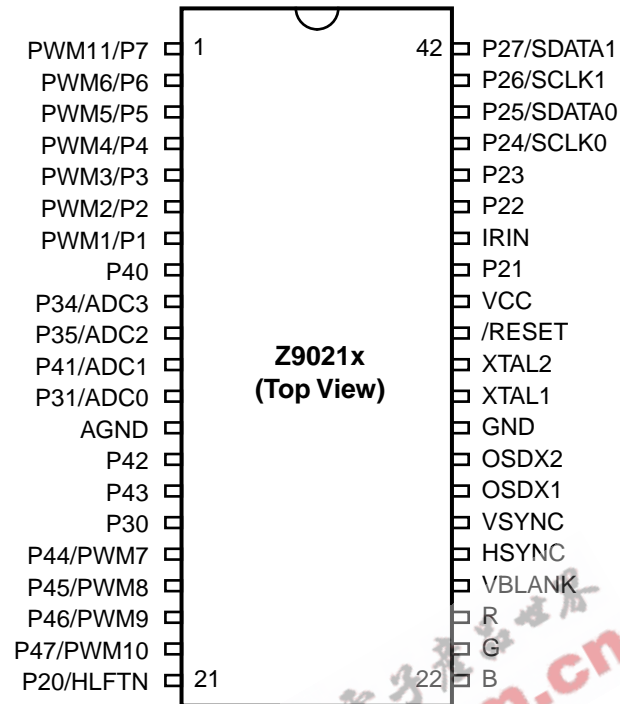 PWM11/P7 1 42 P27/SDATA1
PWM6/P6 P26/SCLK1
PWM5/P5 P25/SDATA0
PWM4/P4 P24/SCLK0
PWM3/P3 P23
PWM2/P2 P22
PWM1/P1 IRIN
P40 P21
P34/ADC3 VCC
P35/ADC2 /RESET
Z9021x
P41/ADC1 XTAL2
(Top View)
P31/ADC0 XTAL1
AGND GND
P42 OSDX2
P43 OSDX1
P30 VSYNC
P44/PWM7 HSYNC
P45/PWM8 VBLANK
P46/PWM9 R
P47/PWM10 G
P20/HLFTN 21 22 B
.cn